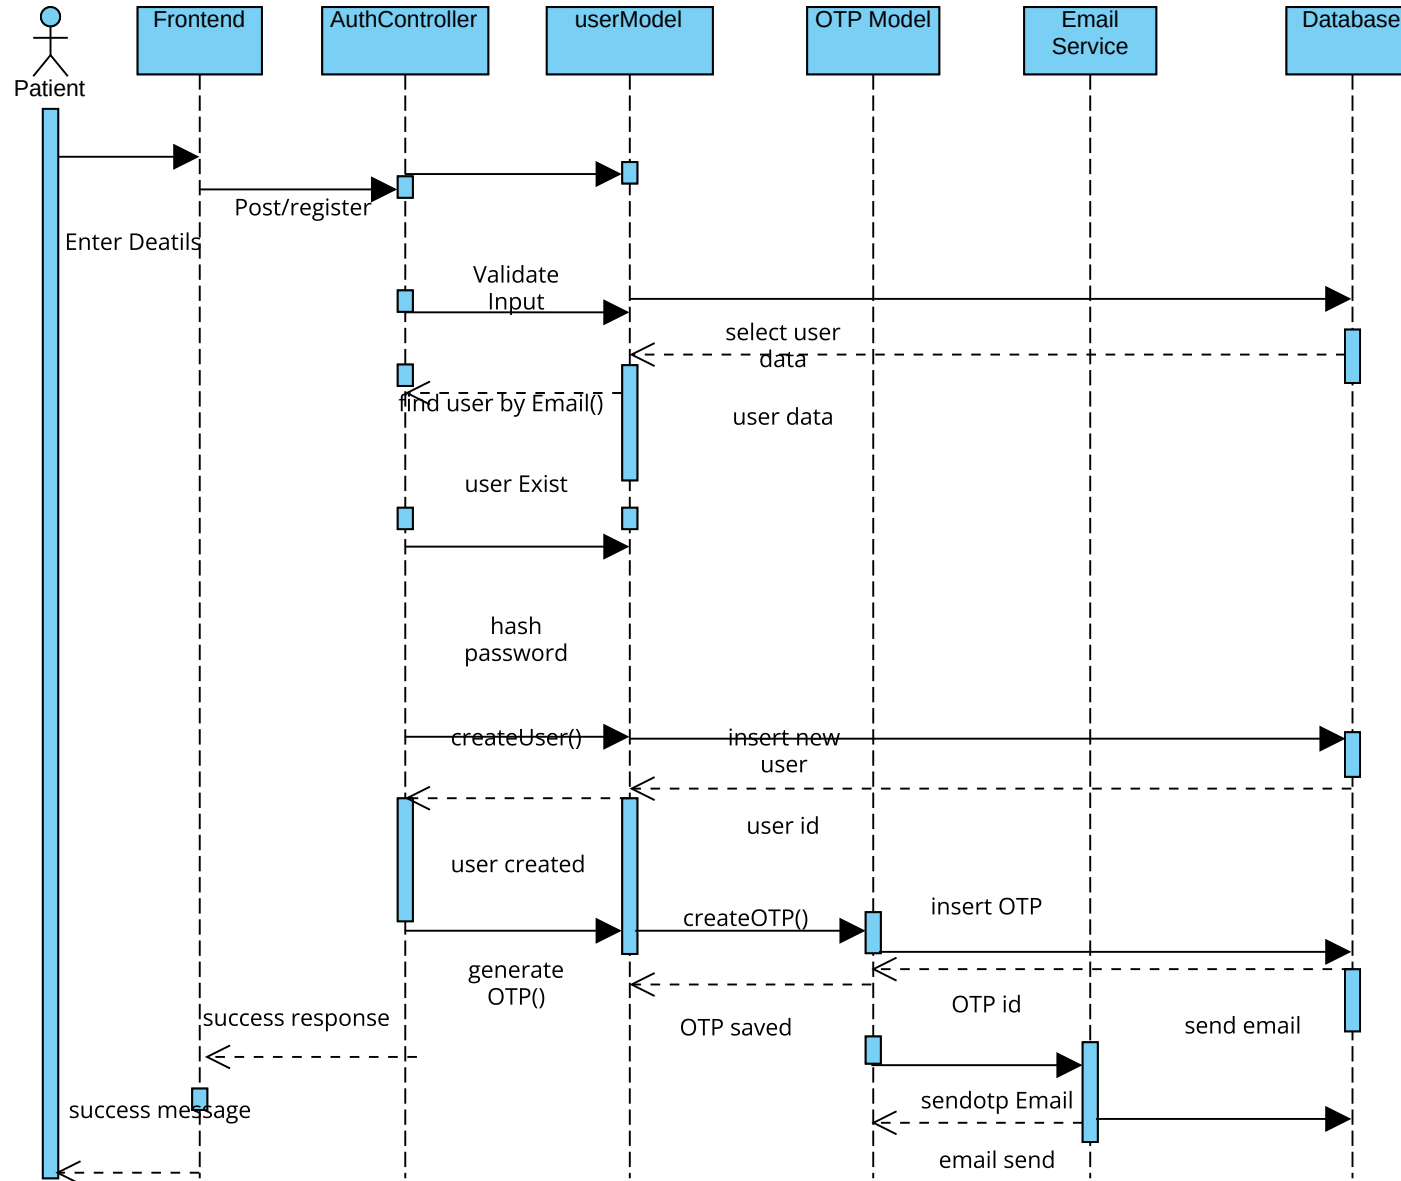 Frontend
AuthController
userModel
OTP Model
Email
Service
Database
Patient
Post/register
Enter Deatils
Validate
Input
select user
data
find user by Email()
user data
user Exist
hash
password
createUser()
insert new
user
user id
user created
insert OTP
createOTP()
generate
OTP()
OTP id
success response
OTP saved
send email
sendotp Email
success message
email send